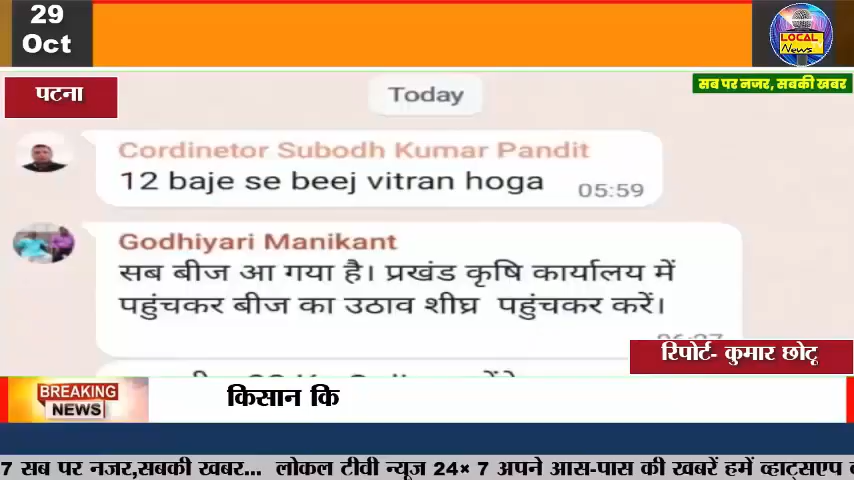 29
Oct
LOCAL
News
सब पर नजर, सबकी खबर
पटना
Today
Cordinetor Subodh Kumar Pandit
12 baje se beej vitran hoga 05:59
Godhiyari Manikant
सब बीज आ गया है। प्रखंड कृषि कार्यालय में
पहुंचकर बीज का उठाव शीघ्र पहुंचकर करें।
रिपोर्ट- कुमार छोटू
BREAKING
NEWS
किसान कि
7 सब पर नजर,सबकी खबर... लोकल टीवी न्यूज 24× 7 अपने आस-पास की खबरें हमें व्हाट्सएप